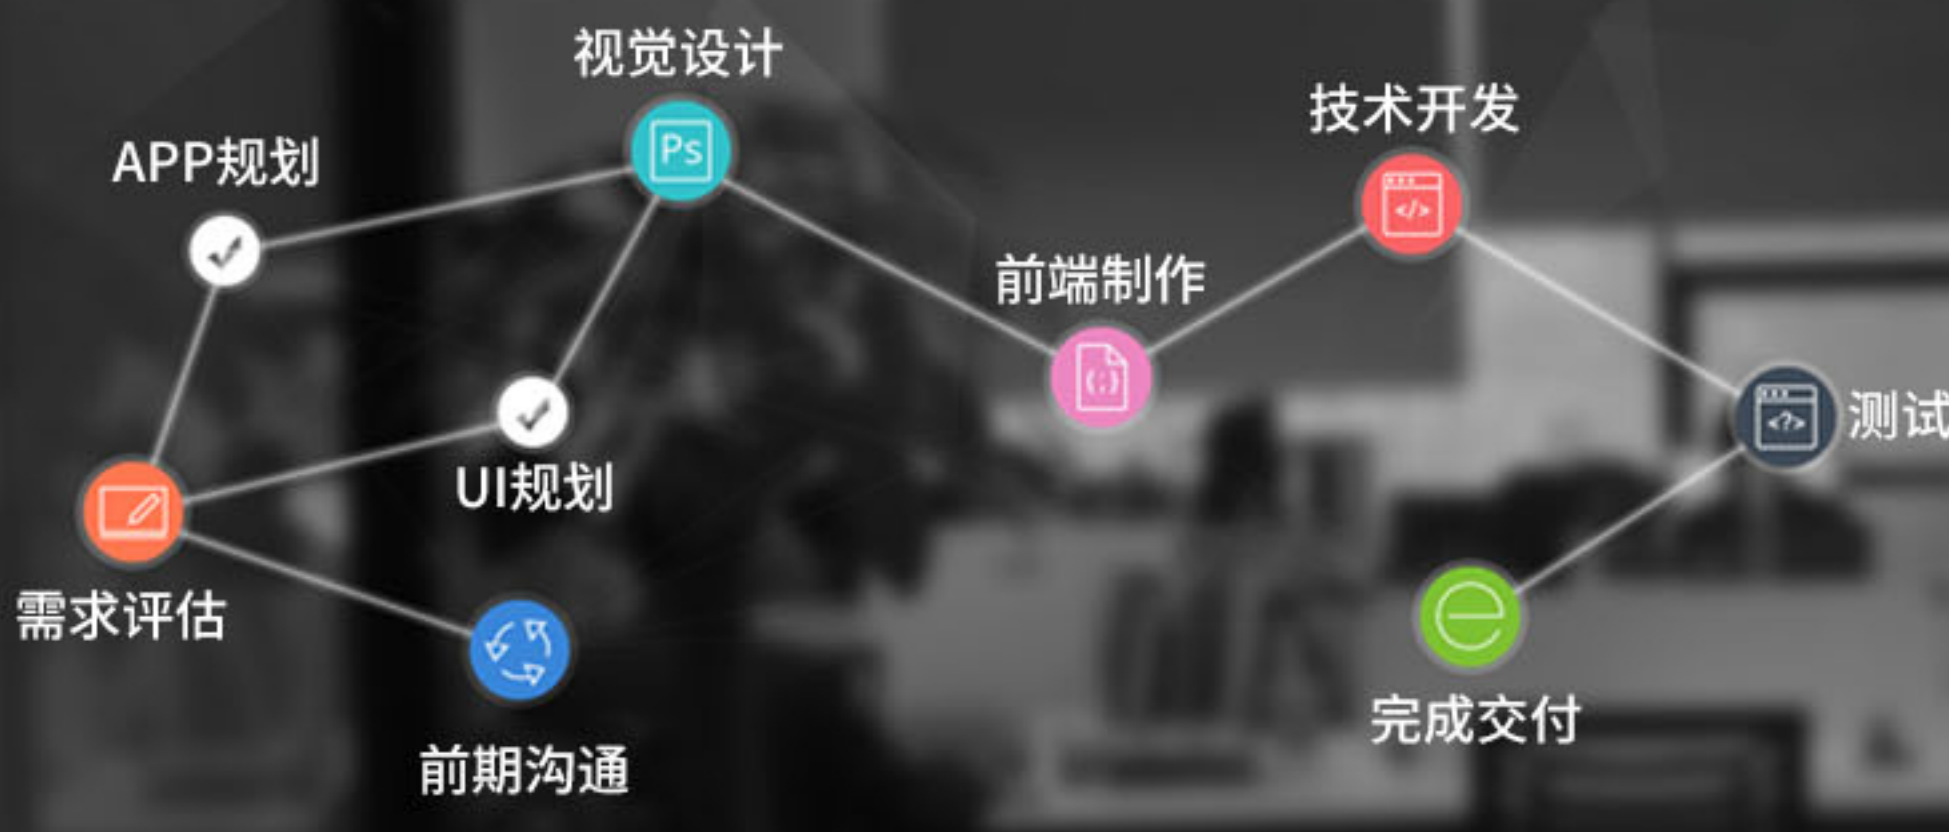 视觉设计
Ps
技术开发
</>
APP规划
前端制作
{;}
测试
<?>
UI规划
需求评估
完成交付
前期沟通